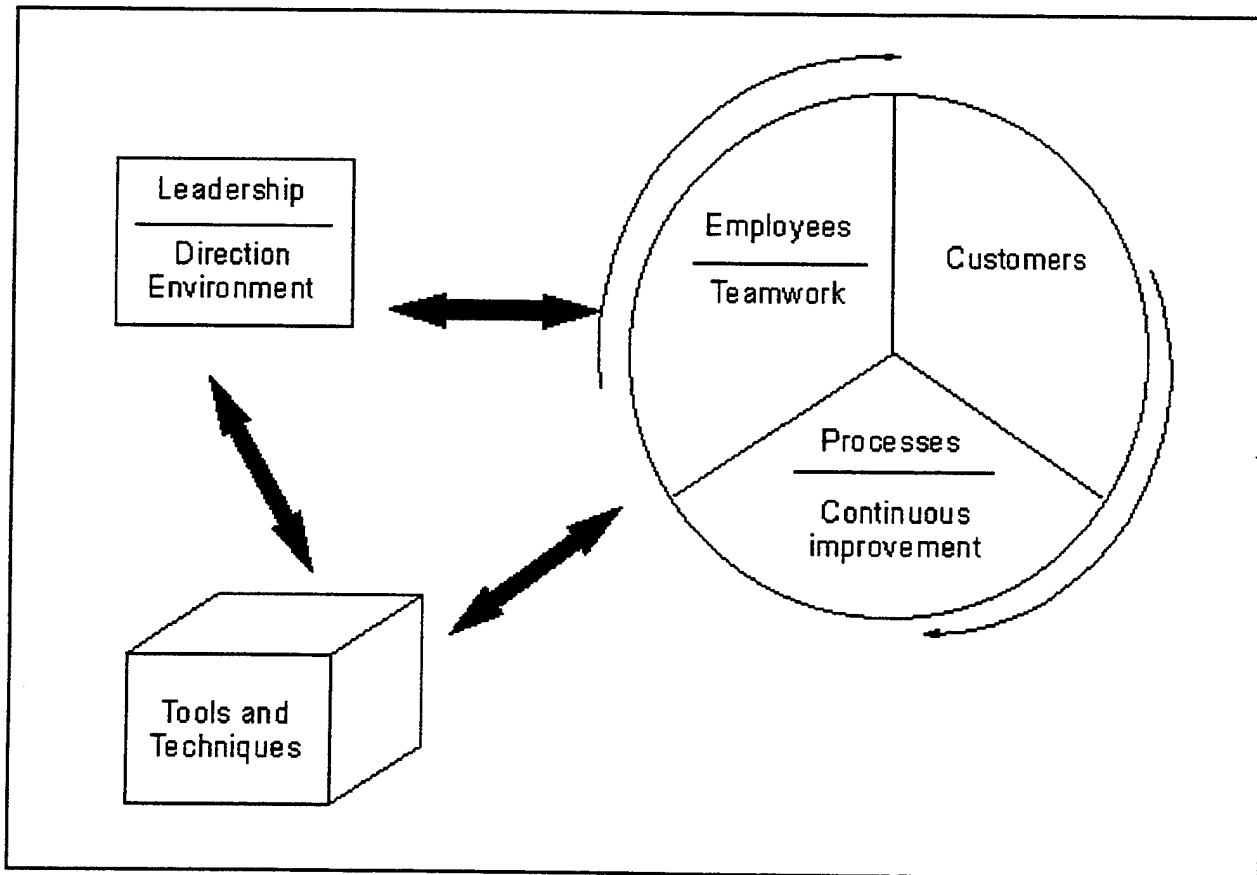 Leadership
Direction
Environment
Employees
Teamwork
Customers
Processes
Continuous
improvement
Tools and
Techniques